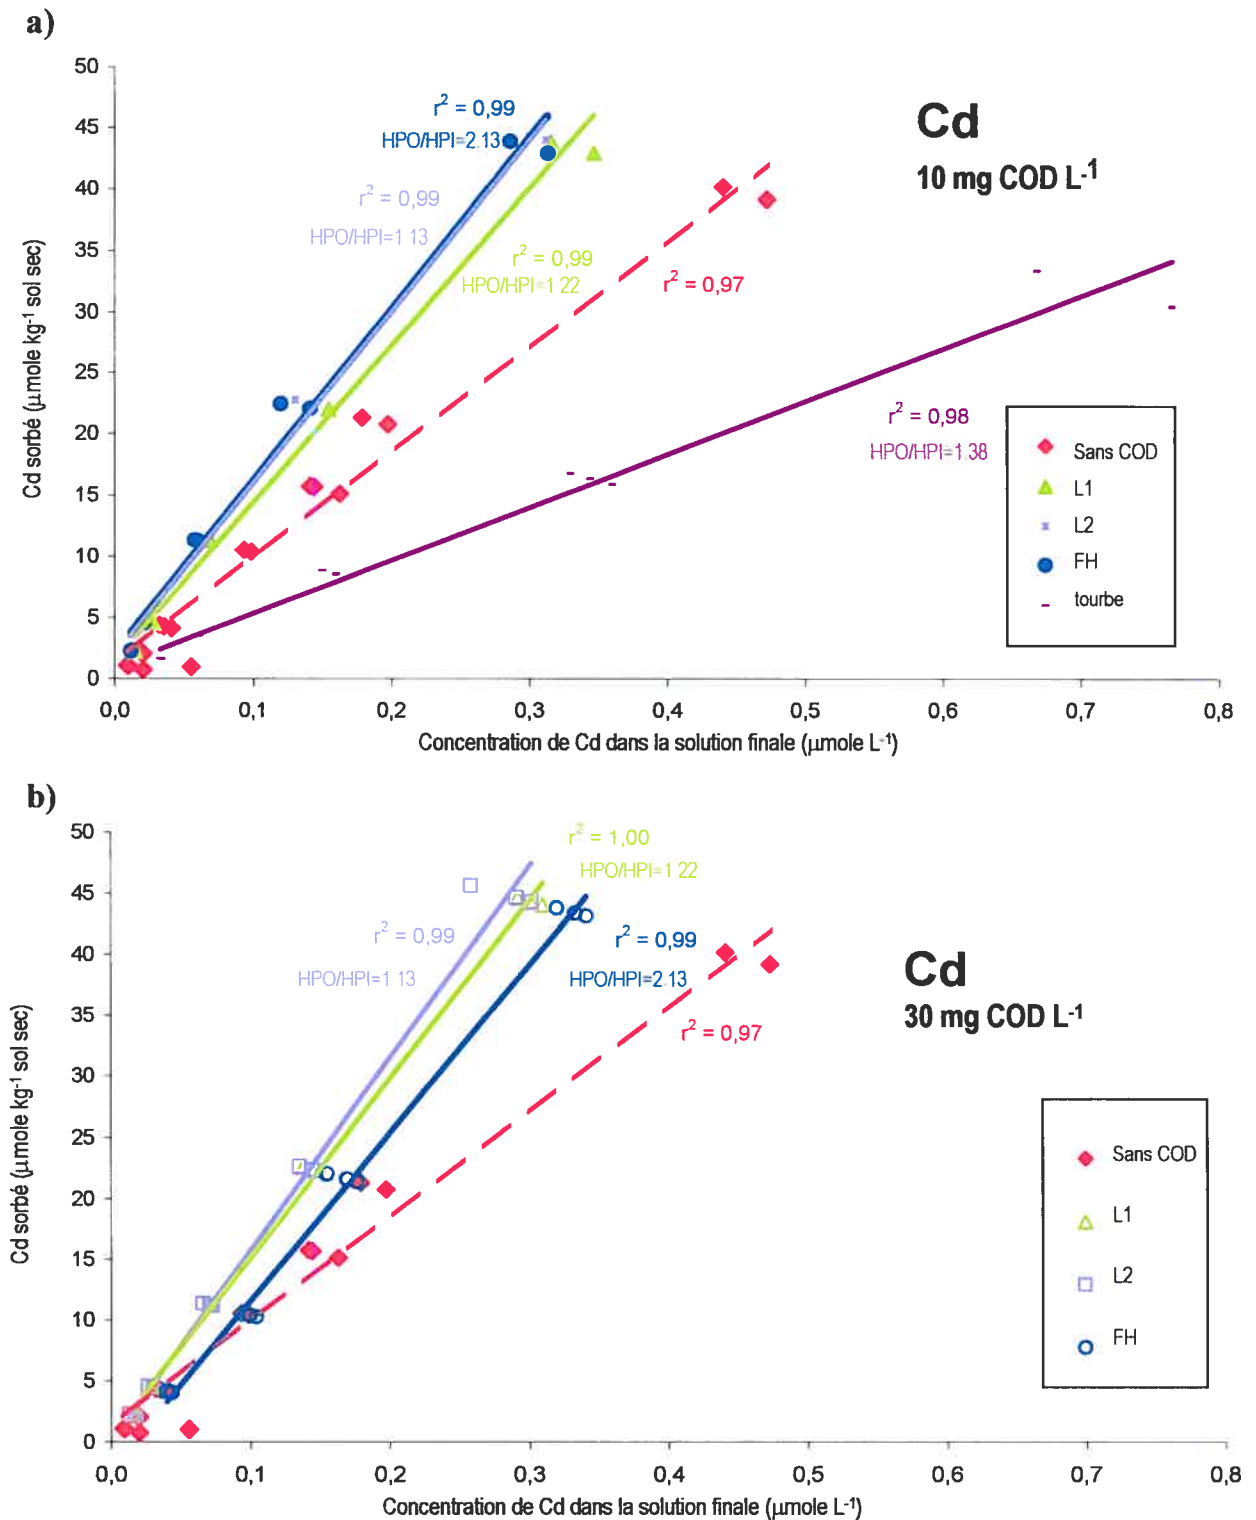 a)
50
45
40
35
30
25
20
15
10
5
0
Cd sorbé (µmole kg⁻¹ sol sec)
r² = 0,99
HPO/HPI=2.13
r² = 0,99
HPO/HPI=1 13
r² = 0,99
HPO/HPI=1 22
r² = 0,97
r² = 0,98
HPO/HPI=1.38
Cd
10 mg COD L⁻¹
Sans COD
L1
L2
FH
tourbe
0,0 0,1 0,2 0,3 0,4 0,5 0,6 0,7 0,8
Concentration de Cd dans la solution finale (µmole L⁻¹)
b)
50
45
40
35
30
25
20
15
10
5
0
Cd sorbé (µmole kg⁻¹ sol sec)
r² = 1,00
HPO/HPI=1 22
r² = 0,99
HPO/HPI=1 13
r² = 0,99
HPO/HPI=2.13
r² = 0,97
Cd
30 mg COD L⁻¹
Sans COD
L1
L2
FH
0,0 0,1 0,2 0,3 0,4 0,5 0,6 0,7 0,8
Concentration de Cd dans la solution finale (µmole L⁻¹)